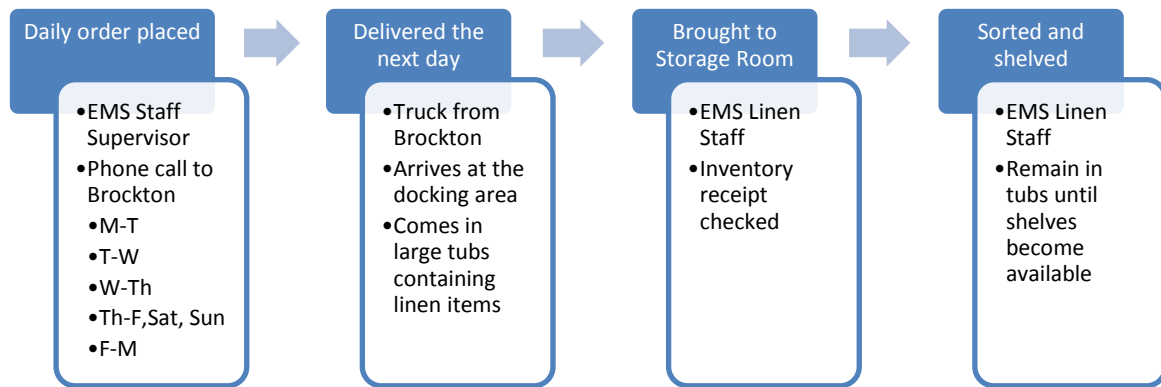 Daily order placed
•EMS Staff
Supervisor
•Phone call to
Brockton
•M-T
•T-W
•W-Th
•Th-F,Sat, Sun
•F-M
Delivered the
next day
•Truck from
Brockton
•Arrives at the
docking area
•Comes in
large tubs
containing
linen items
Brought to
Storage Room
•EMS Linen
Staff
•Inventory
receipt
checked
Sorted and
shelved
•EMS Linen
Staff
•Remain in
tubs until
shelves
become
available